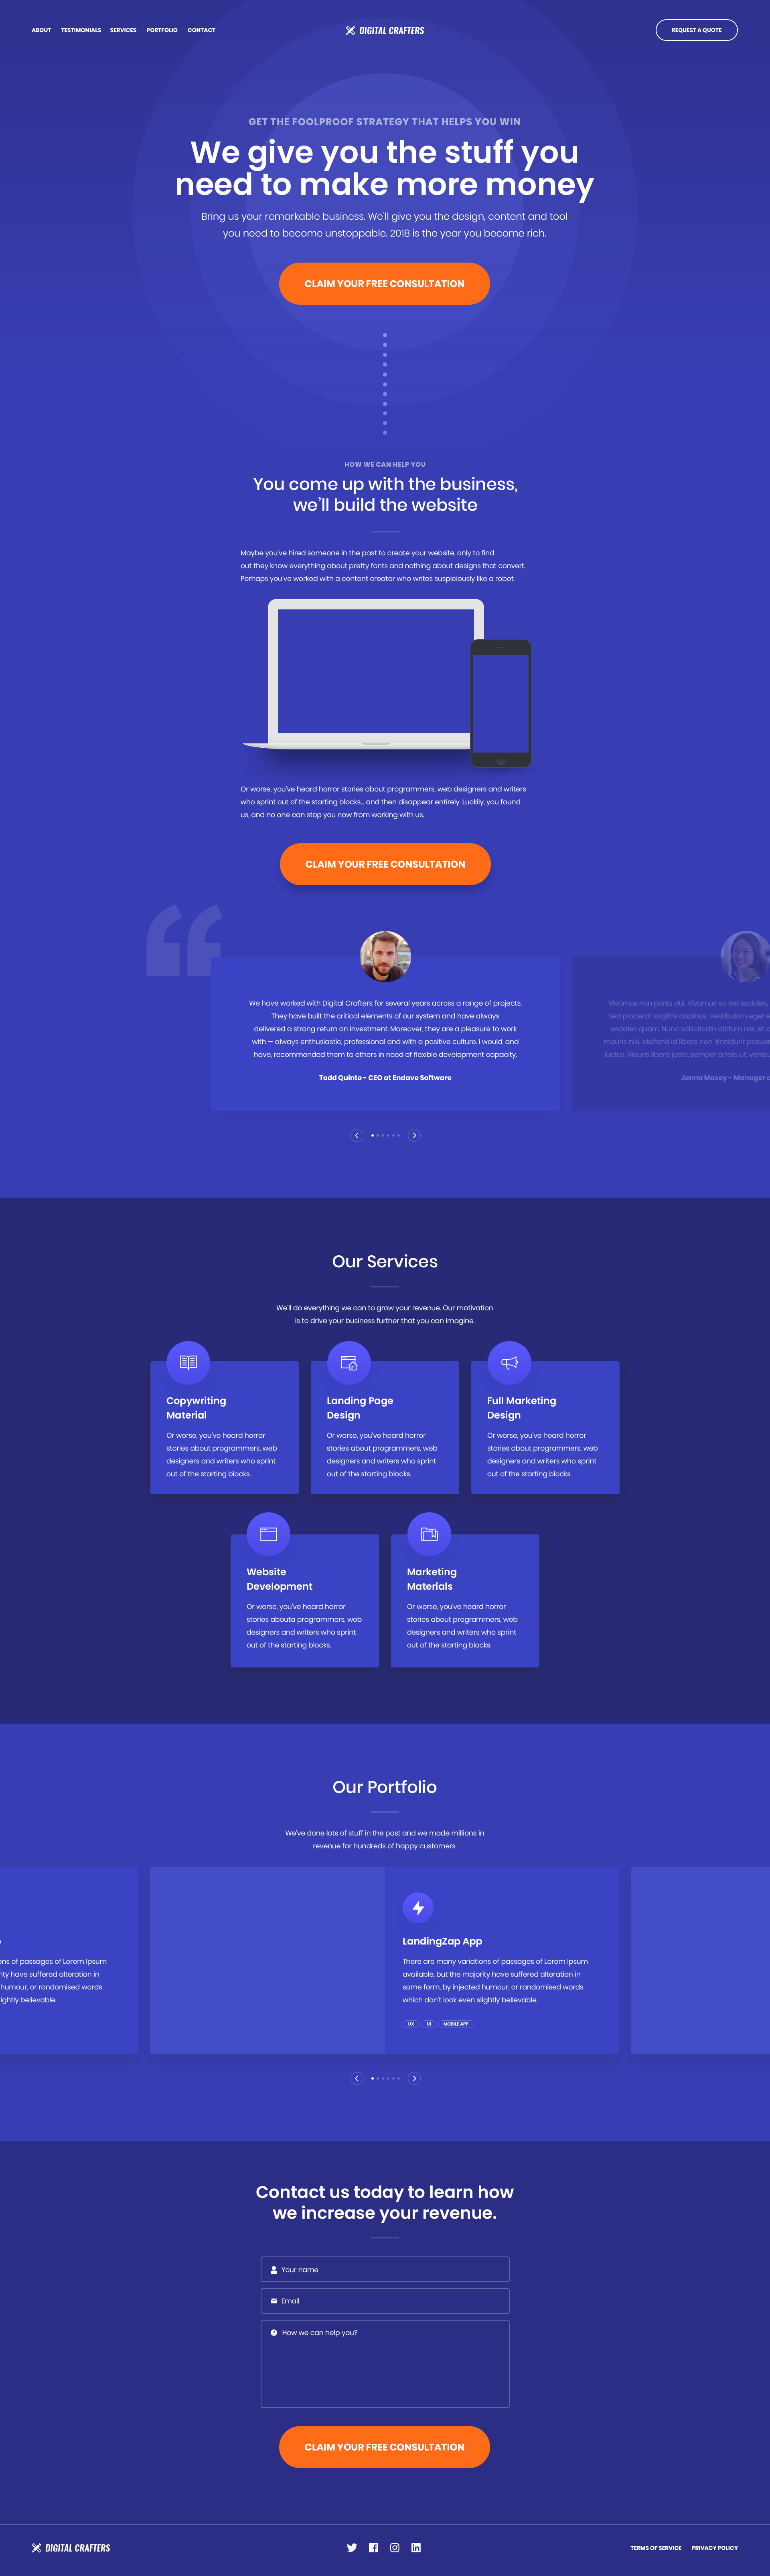 ABOUT TESTIMONIALS SERVICES PORTFOLIO CONTACT
DIGITAL CRAFTERS
REQUEST A QUOTE
GET THE FOOLPROOF STRATEGY THAT HELPS YOU WIN
We give you the stuff you
need to make more money
Bring us your remarkable business. We'll give you the design, content and tool
you need to become unstoppable. 2018 is the year you become rich.
CLAIM YOUR FREE CONSULTATION
HOW WE CAN HELP YOU
You come up with the business,
we'll build the website
Maybe you've hired someone in the past to create your website, only to find
out they know everything about pretty fonts and nothing about designs that convert.
Perhaps you've worked with a content creator who writes suspiciously like a robot.
Or worse, you've heard horror stories about programmers, web designers and writers
who sprint out of the starting blocks... and then disappear entirely. Luckily, you found
us, and no one can stop you now from working with us.
CLAIM YOUR FREE CONSULTATION
“
We have worked with Digital Crafters for several years across a range of projects.
They have built the critical elements of our system and have always
delivered a strong return on investment. Moreover, they are a pleasure to work
with — always enthusiastic, professional and with a positive culture. I would, and
have, recommended them to others in need of flexible development capacity.
Todd Quinto - CEO at Endave Software
Vivamus non porta dui. Vivamus eu est sodales,
Sed placerat sagittis dapibus. Vestibulum eget e
sodales quam. Nunc sollicitudin dictum nisl, et c
mauris nisi, eleifend id libero non, tincidunt posue
luctus. Mauris libero justo, semper a felis ut, vehic
Jenna Mosey - Manager
Our Services
We'll do everything we can to grow your revenue. Our motivation
is to drive your business further that you can imagine.
Copywriting
Material
Or worse, you've heard horror
stories about programmers, web
designers and writers who sprint
out of the starting blocks.
Landing Page
Design
Or worse, you've heard horror
stories about programmers, web
designers and writers who sprint
out of the starting blocks.
Full Marketing
Design
Or worse, you've heard horror
stories about programmers, web
designers and writers who sprint
out of the starting blocks.
Website
Development
Or worse, you've heard horror
stories abouta programmers, web
designers and writers who sprint
out of the starting blocks.
Marketing
Materials
Or worse, you've heard horror
stories about programmers, web
designers and writers who sprint
out of the starting blocks.
Our Portfolio
We've done lots of stuff in the past and we made millions in
revenue for hundreds of happy customers.
ons of passages of Lorem Ipsum
ity have suffered alteration in
humour, or randomised words
ightly believable.
LandingZap App
There are many variations of passages of Lorem Ipsum
available, but the majority have suffered alteration in
some form, by injected humour, or randomised words
which don't look even slightly believable.
UX UI MOBILE APP
Contact us today to learn how
we increase your revenue.
Your name
Email
How we can help you?
CLAIM YOUR FREE CONSULTATION
DIGITAL CRAFTERS
TERMS OF SERVICE PRIVACY POLICY